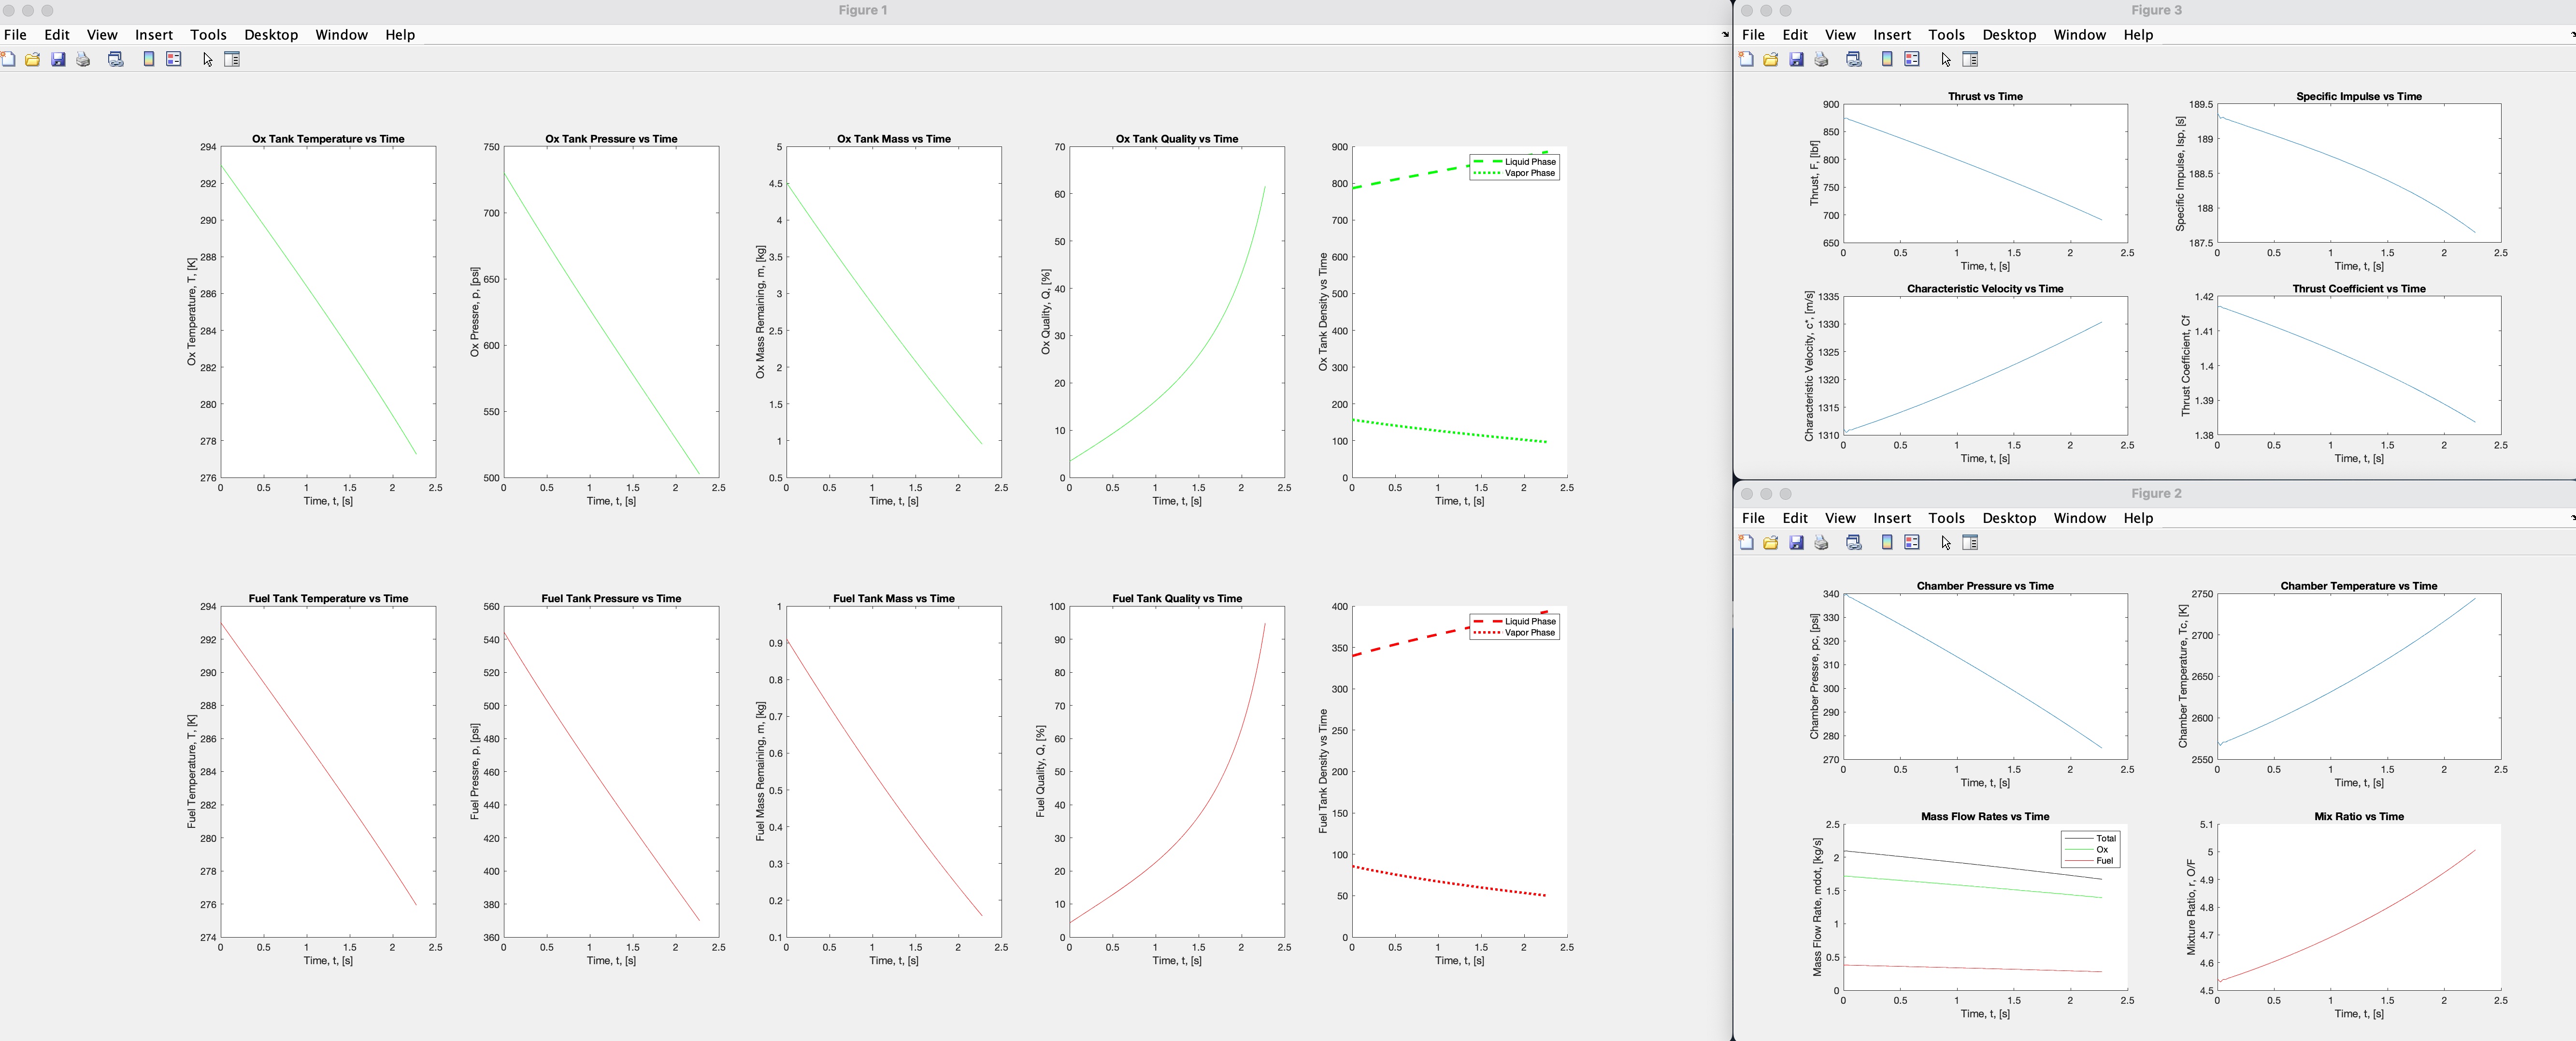 Figure 1
File Edit View Insert Tools Desktop Window Help
Ox Tank Temperature vs Time
Ox Temperature, T, [K]
294
292
290
288
286
284
282
280
278
276
0 0.5 1 1.5 2 2.5
Time, t, [s]
Ox Tank Pressure vs Time
Ox Pressre, p, [psi]
750
700
650
600
550
500
0 0.5 1 1.5 2 2.5
Time, t, [s]
Ox Tank Mass vs Time
Ox Mass Remaining, m, [kg]
5
4.5
4
3.5
3
2.5
2
1.5
1
0.5
0 0.5 1 1.5 2 2.5
Time, t, [s]
Ox Tank Quality vs Time
Ox Quality, Q, [%]
70
60
50
40
30
20
10
0
0 0.5 1 1.5 2 2.5
Time, t, [s]
Ox Tank Density vs Time
900
800
700
600
500
400
300
200
100
0
Liquid Phase
Vapor Phase
0 0.5 1 1.5 2 2.5
Time, t, [s]
Fuel Tank Temperature vs Time
Fuel Temperature, T, [K]
294
292
290
288
286
284
282
280
278
276
274
0 0.5 1 1.5 2 2.5
Time, t, [s]
Fuel Tank Pressure vs Time
Fuel Pressre, p, [psi]
560
540
520
500
480
460
440
420
400
380
360
0 0.5 1 1.5 2 2.5
Time, t, [s]
Fuel Tank Mass vs Time
Fuel Mass Remaining, m, [kg]
1
0.9
0.8
0.7
0.6
0.5
0.4
0.3
0.2
0.1
0 0.5 1 1.5 2 2.5
Time, t, [s]
Fuel Tank Quality vs Time
Fuel Quality, Q, [%]
100
90
80
70
60
50
40
30
20
10
0
0 0.5 1 1.5 2 2.5
Time, t, [s]
Fuel Tank Density vs Time
400
350
300
250
200
150
100
50
0
Liquid Phase
Vapor Phase
0 0.5 1 1.5 2 2.5
Time, t, [s]
Figure 3
File Edit View Insert Tools Desktop Window Help
Thrust vs Time
Thrust, F, [lbf]
900
850
800
750
700
650
0 0.5 1 1.5 2 2.5
Time, t, [s]
Specific Impulse vs Time
Specific Impulse, Isp, [s]
189.5
189
188.5
188
187.5
0 0.5 1 1.5 2 2.5
Time, t, [s]
Characteristic Velocity vs Time
Characteristic Velocity, c*, [m/s]
1335
1330
1325
1320
1315
1310
0 0.5 1 1.5 2 2.5
Time, t, [s]
Thrust Coefficient vs Time
Thrust Coefficient, Cf
1.42
1.41
1.4
1.39
1.38
0 0.5 1 1.5 2 2.5
Time, t, [s]
Figure 2
File Edit View Insert Tools Desktop Window Help
Chamber Pressure vs Time
Chamber Pressre, pc, [psi]
340
330
320
310
300
290
280
270
0 0.5 1 1.5 2 2.5
Time, t, [s]
Chamber Temperature vs Time
Chamber Temperature, Tc, [K]
2750
2700
2650
2600
2550
0 0.5 1 1.5 2 2.5
Time, t, [s]
Mass Flow Rates vs Time
Mass Flow Rate, mdot, [kg/s]
2.5
2
1.5
1
0.5
0
Total
Ox
Fuel
0 0.5 1 1.5 2 2.5
Time, t, [s]
Mix Ratio vs Time
Mixture Ratio, r, O/F
5.1
5
4.9
4.8
4.7
4.6
4.5
0 0.5 1 1.5 2 2.5
Time, t, [s]